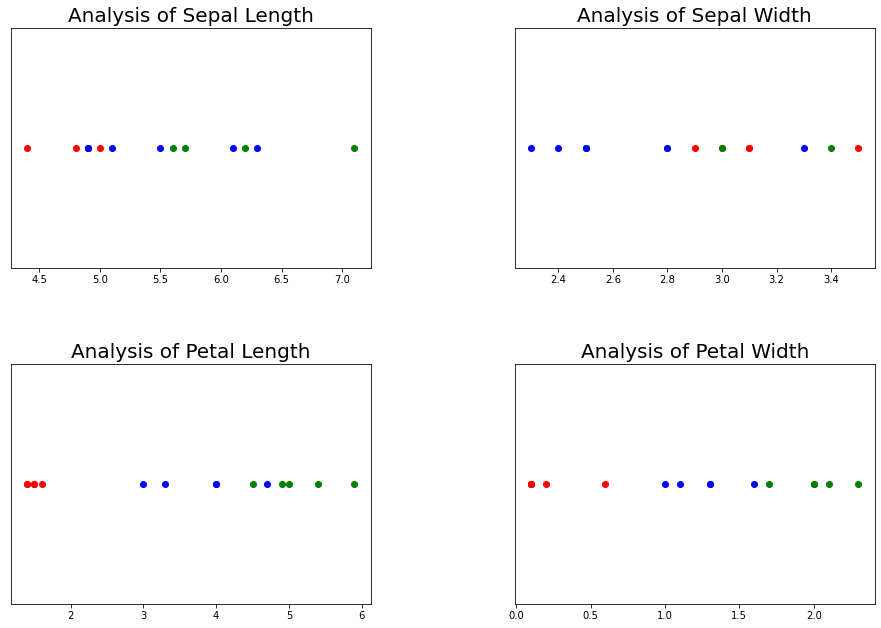 Analysis of Sepal Length
Analysis of Sepal Width
4.5 5.0 5.5 6.0 6.5 7.0
2.4 2.6 2.8 3.0 3.2 3.4
Analysis of Petal Length
Analysis of Petal Width
2 3 4 5 6
0.0 0.5 1.0 1.5 2.0